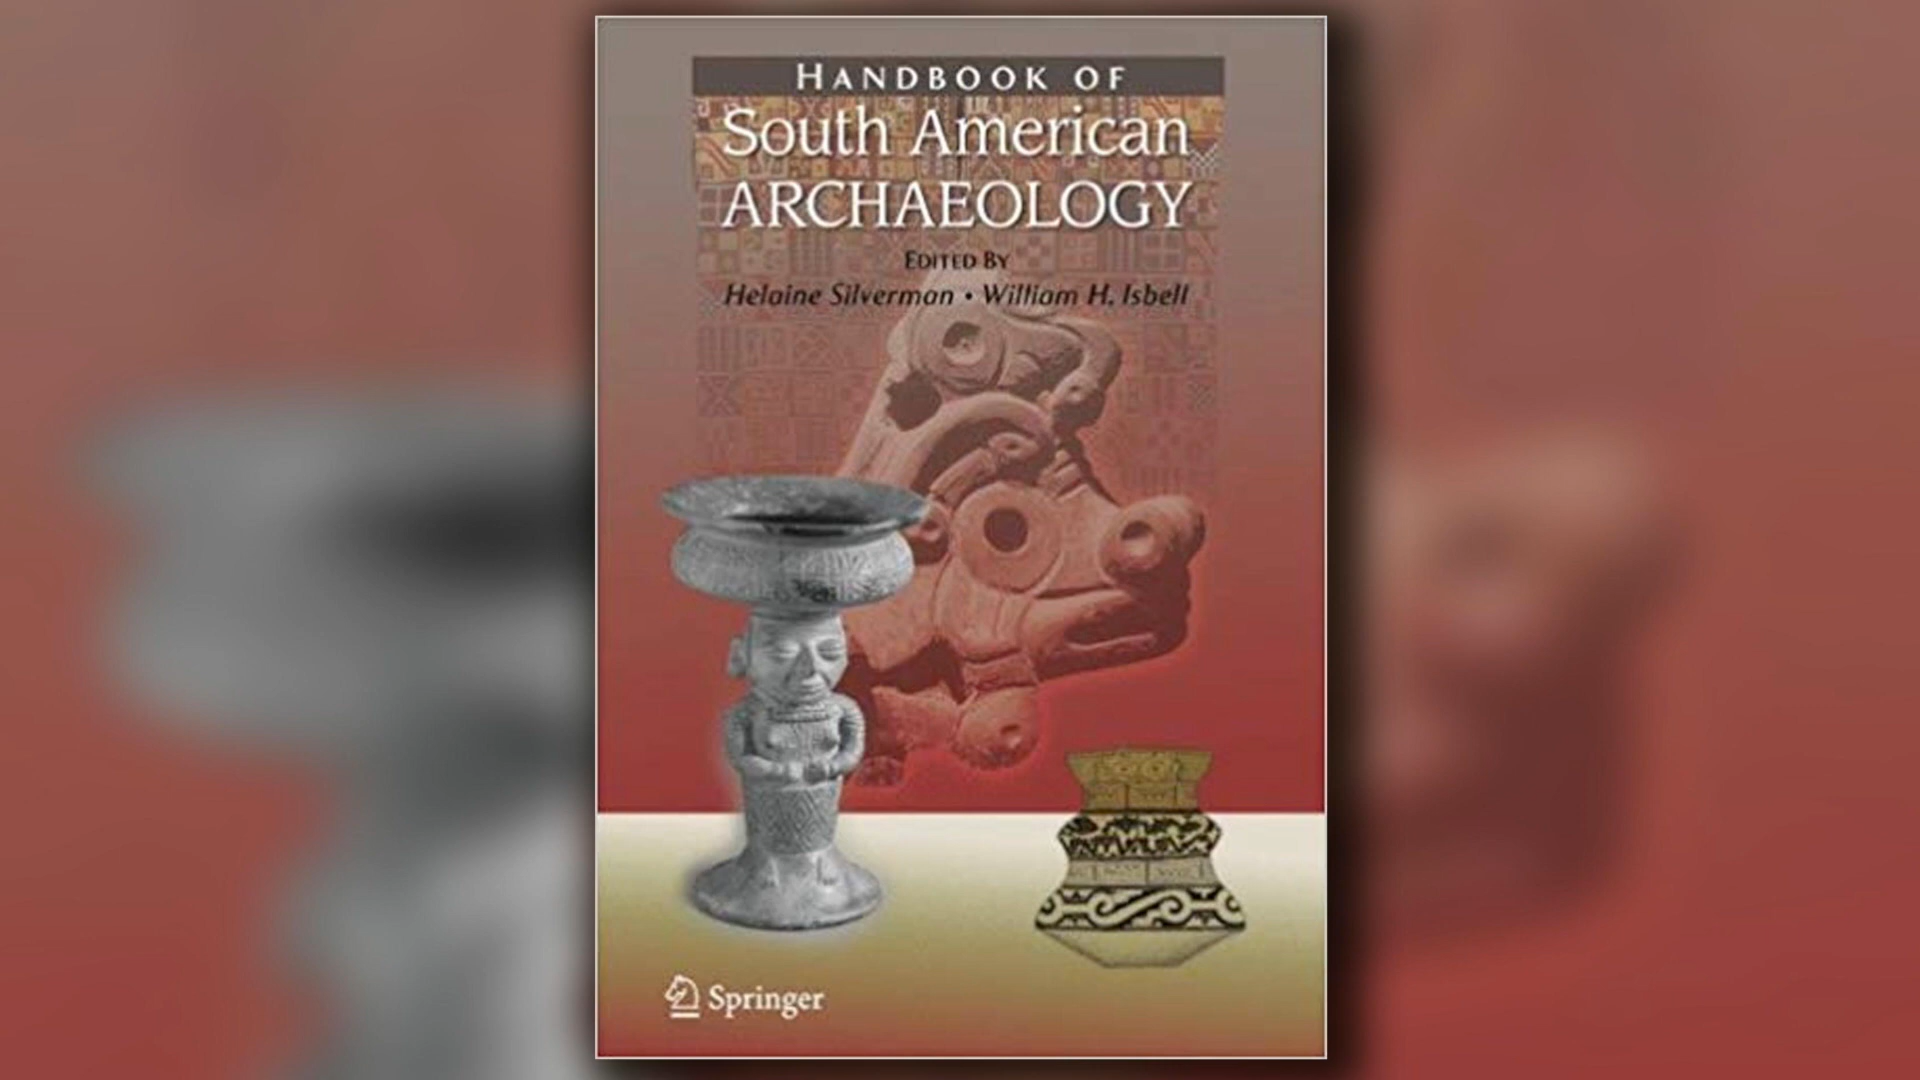 HANDBOOK OF
South American
ARCHAEOLOGY
EDITED BY
Helaine Silverman • William H. Isbell
Springer